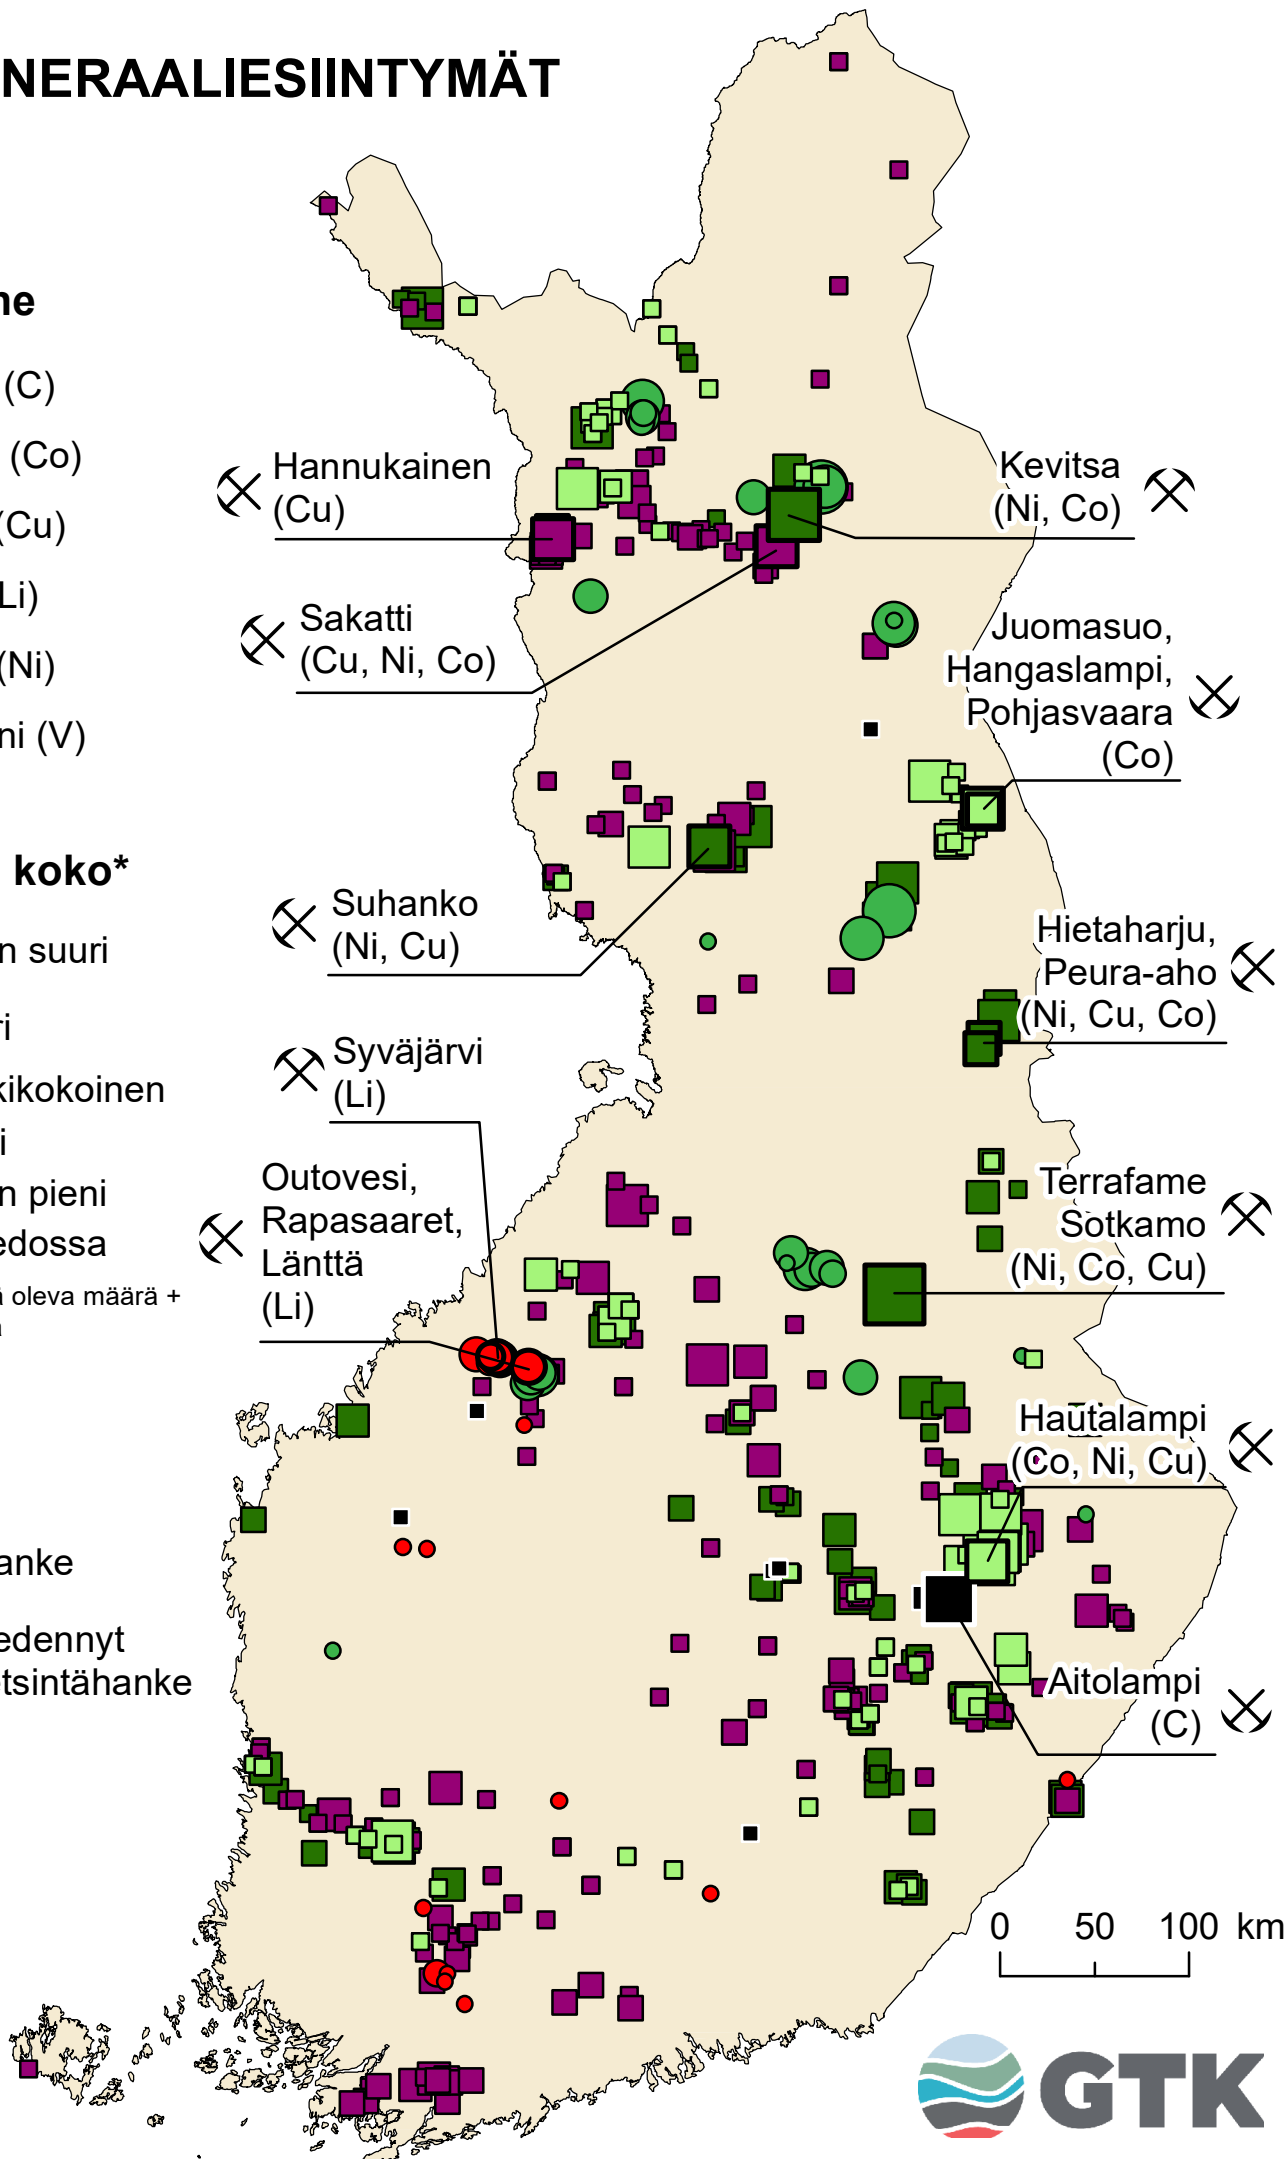 NERAALIESIINTYMÄT
ne
(C)
(Co)
(Cu)
Li)
(Ni)
ni (V)
koko*
n suuri
ri
kikokoinen
i
n pieni
edossa
ä oleva määrä +
a
anke
edennyt
etsintähanke
Hannukainen
(Cu)
Sakatti
(Cu, Ni, Co)
Suhanko
(Ni, Cu)
Syväjärvi
(Li)
Outovesi,
Rapasaaret,
Länttä
(Li)
Kevitsa
(Ni, Co)
Juomasuo,
Hangaslampi,
Pohjasvaara
(Co)
Hietaharju,
Peura-aho
(Ni, Cu, Co)
Terrafame
Sotkamo
(Ni, Co, Cu)
Hautalampi
(Co, Ni, Cu)
Aitolampi
(C)
0 50 100 km
GTK